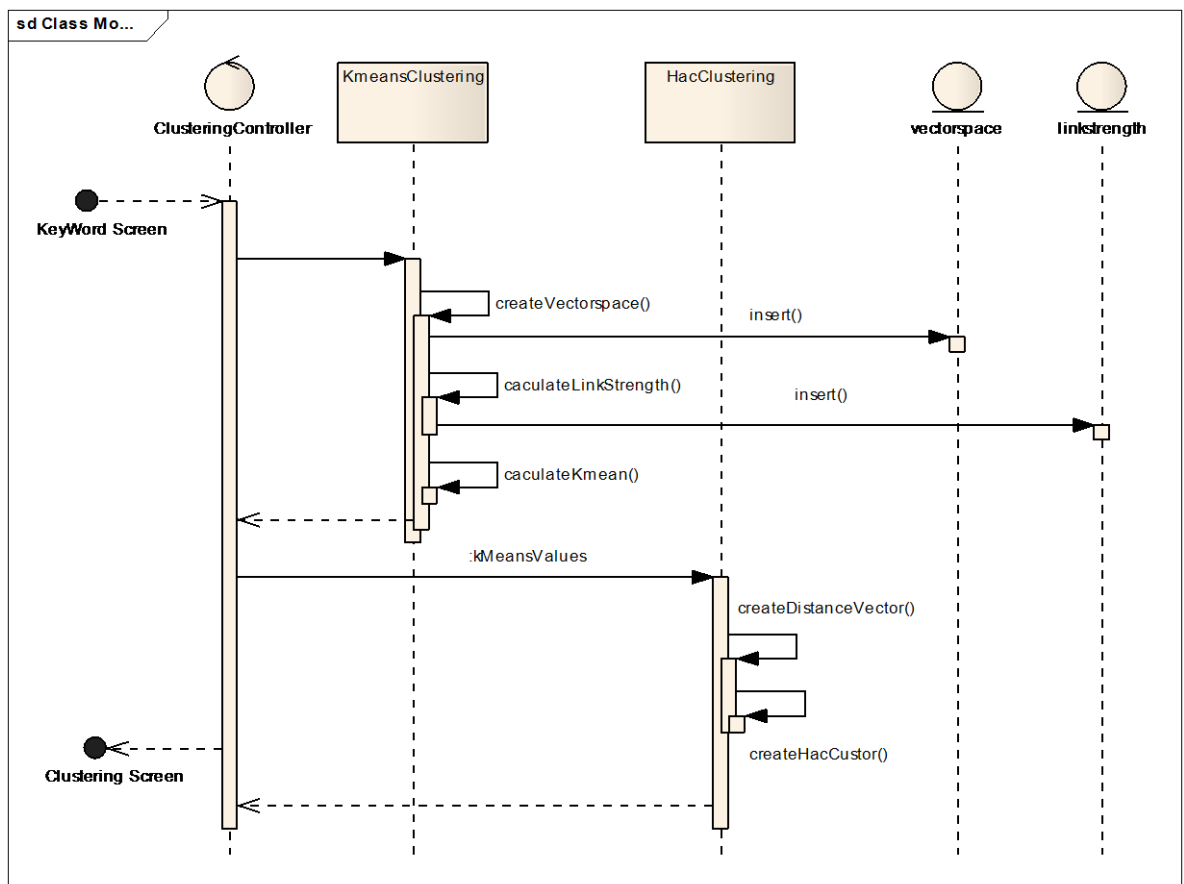 sd Class Mo...
KmeansClustering
HacClustering
ClusteringController
vectorspace
linkstrength
KeyWord Screen
createVectorspace()
insert()
caculateLinkStrength()
insert()
caculateKmean()
:kMeansValues
createDistanceVector()
createHacCustor()
Clustering Screen